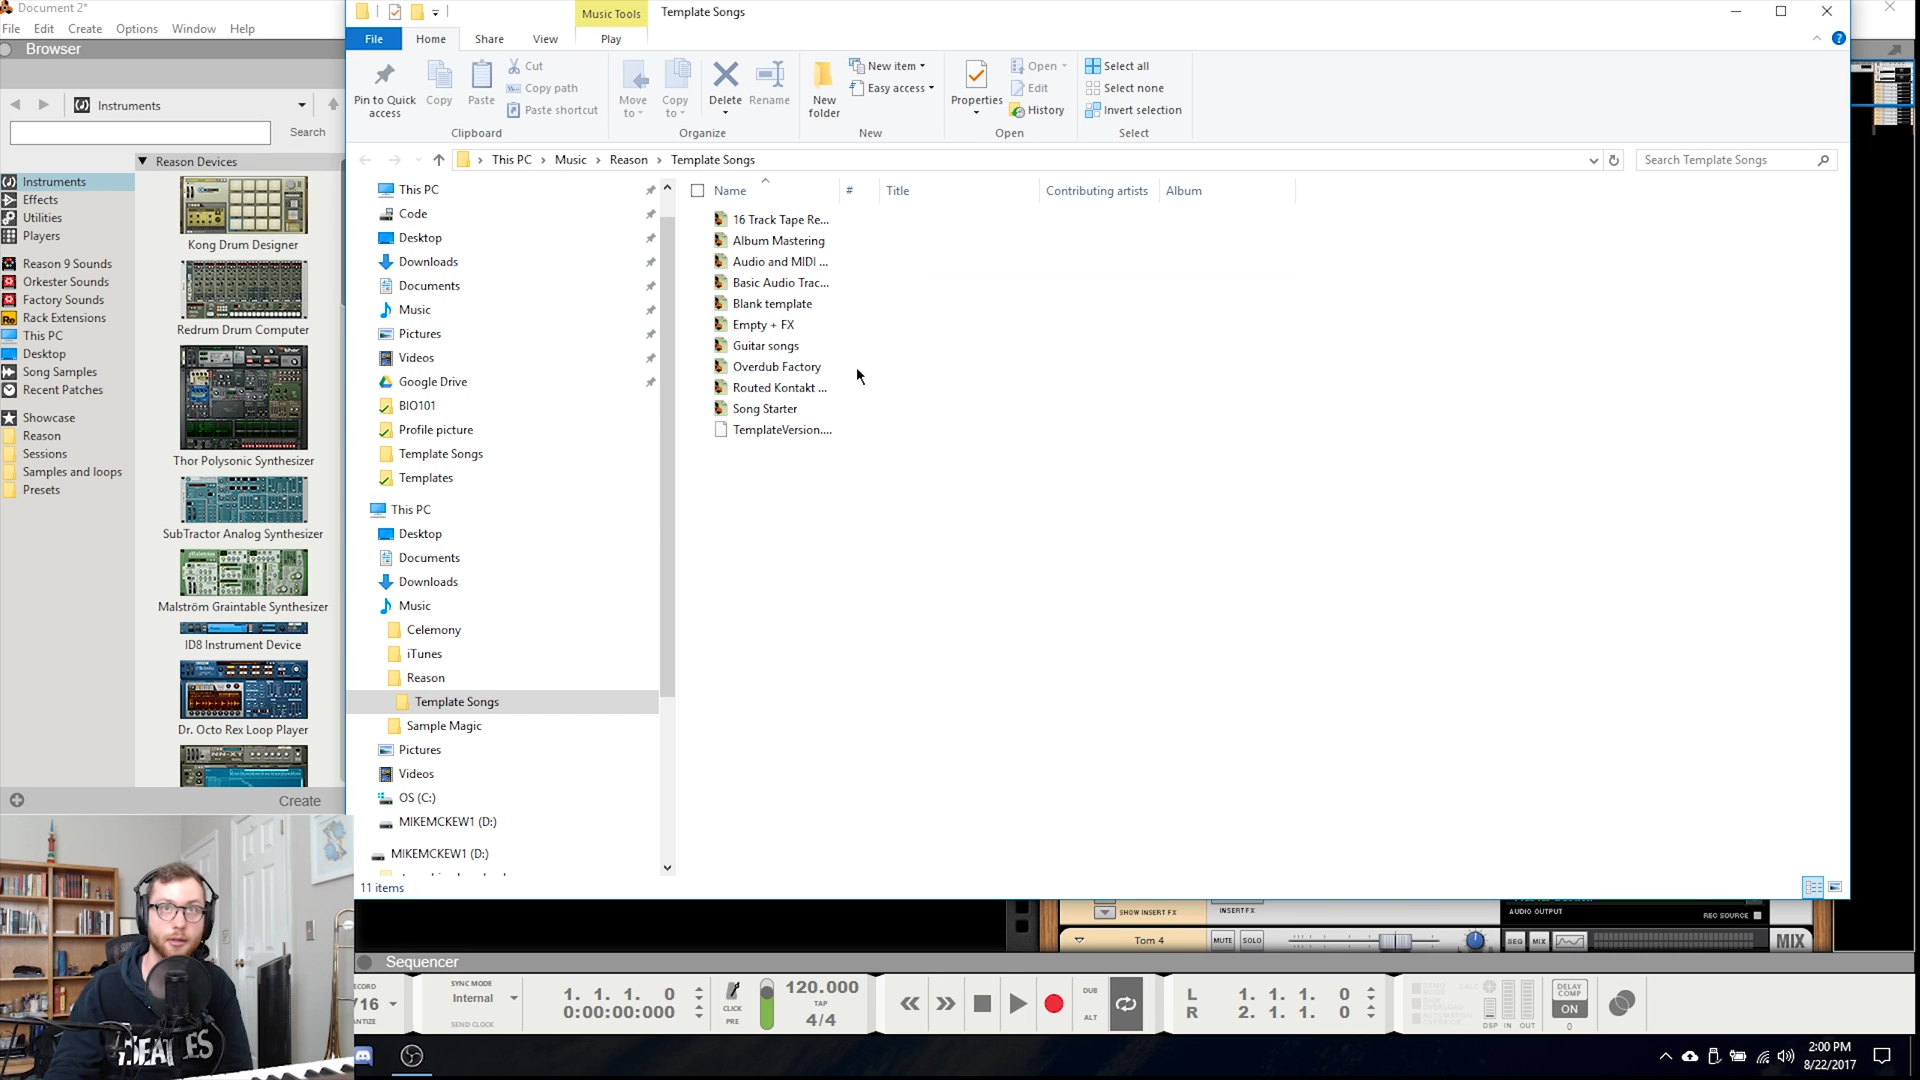 Document 2*
File Edit Create Options Window Help
Browser
Instruments
Search
Reason Devices
Instruments
Effects
Utilities
Players
Reason 9 Sounds
Orkester Sounds
Factory Sounds
Rack Extensions
This PC
Desktop
Song Samples
Recent Patches
Showcase
Reason
Sessions
Samples and loops
Presets
Kong Drum Designer
Redrum Drum Computer
Thor Polysonic Synthesizer
SubTractor Analog Synthesizer
Malström Graintable Synthesizer
ID8 Instrument Device
Dr. Octo Rex Loop Player
Create
Music Tools
Template Songs
File Home Share View Play
Pin to Quick access
Copy
Paste
Cut
Copy path
Paste shortcut
Clipboard
Move to
Copy to
Delete
Rename
Organize
New folder
New item
Easy access
New
Properties
Open
Edit
History
Open
Select all
Select none
Invert selection
Select
This PC > Music > Reason > Template Songs
Search Template Songs
This PC
Code
Desktop
Downloads
Documents
Music
Pictures
Videos
Google Drive
BIO101
Profile picture
Template Songs
Templates
This PC
Desktop
Documents
Downloads
Music
Celemony
iTunes
Reason
Template Songs
Sample Magic
Pictures
Videos
OS (C:)
MIKEMCKEW1 (D:)
MIKEMCKEW1 (D:)
11 items
Name # Title Contributing artists Album
16 Track Tape Re...
Album Mastering
Audio and MIDI ...
Basic Audio Trac...
Blank template
Empty + FX
Guitar songs
Overdub Factory
Routed Kontakt ...
Song Starter
TemplateVersion....
SHOW INSERT FX
INSERT FX
AUDIO OUTPUT
REC SOURCE
Tom 4
MUTE SOLO
SEQ MIX
MIX
Sequencer
/16
SYNC MODE
Internal
SEND CLOCK
1. 1. 1. 0
0:00:00:000
CLICK
PRE
120.000
TAP
4/4
DUB
ALT
L 1. 1. 1. 0
R 2. 1. 1. 0
DSP IN OUT
DELAY COMP
ON
0
BEATLES
2:00 PM
8/22/2017